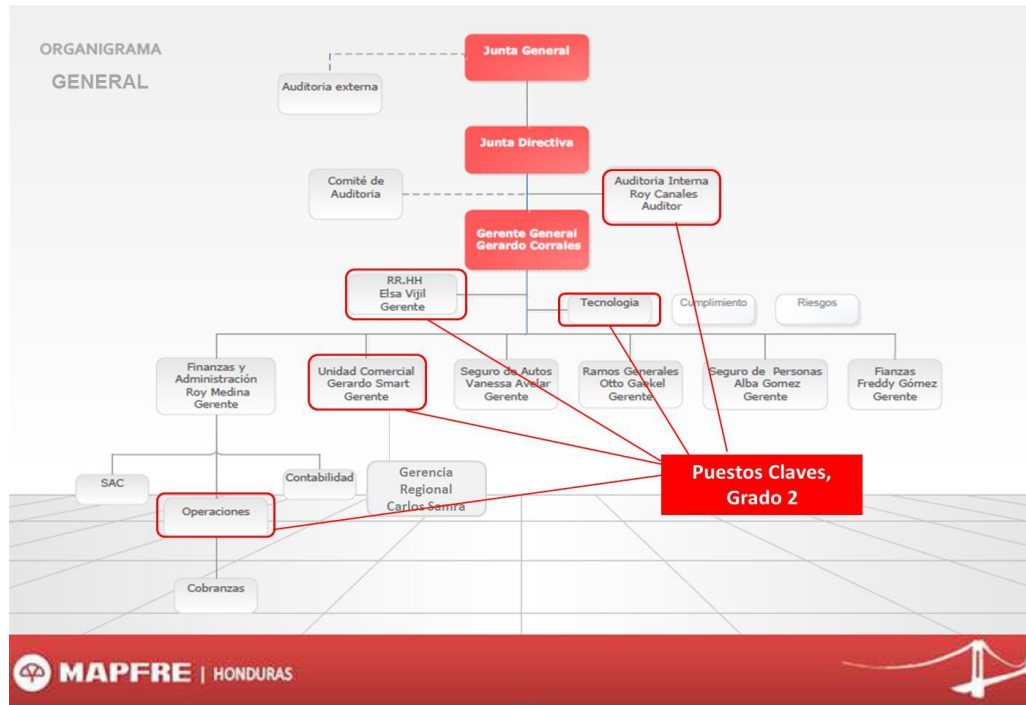 ORGANIGRAMA
GENERAL
Junta General
Auditoria externa
Junta Directiva
Comité de
Auditoria
Auditoria Interna
Roy Canales
Auditor
Gerente General
Gerardo Corrales
RR.HH
Elsa Vijil
Gerente
Tecnología
Cumplimiento
Riesgos
Finanzas y
Administración
Roy Medina
Gerente
Unidad Comercial
Gerardo Smart
Gerente
Seguro de Autos
Vanessa Avelar
Gerente
Ramos Generales
Otto Gaekel
Gerente
Seguro de Personas
Alba Gomez
Gerente
Fianzas
Freddy Gómez
Gerente
SAC
Contabilidad
Gerencia
Regional
Carlos Samra
Puestos Claves,
Grado 2
Operaciones
Cobranzas
MAPFRE | HONDURAS